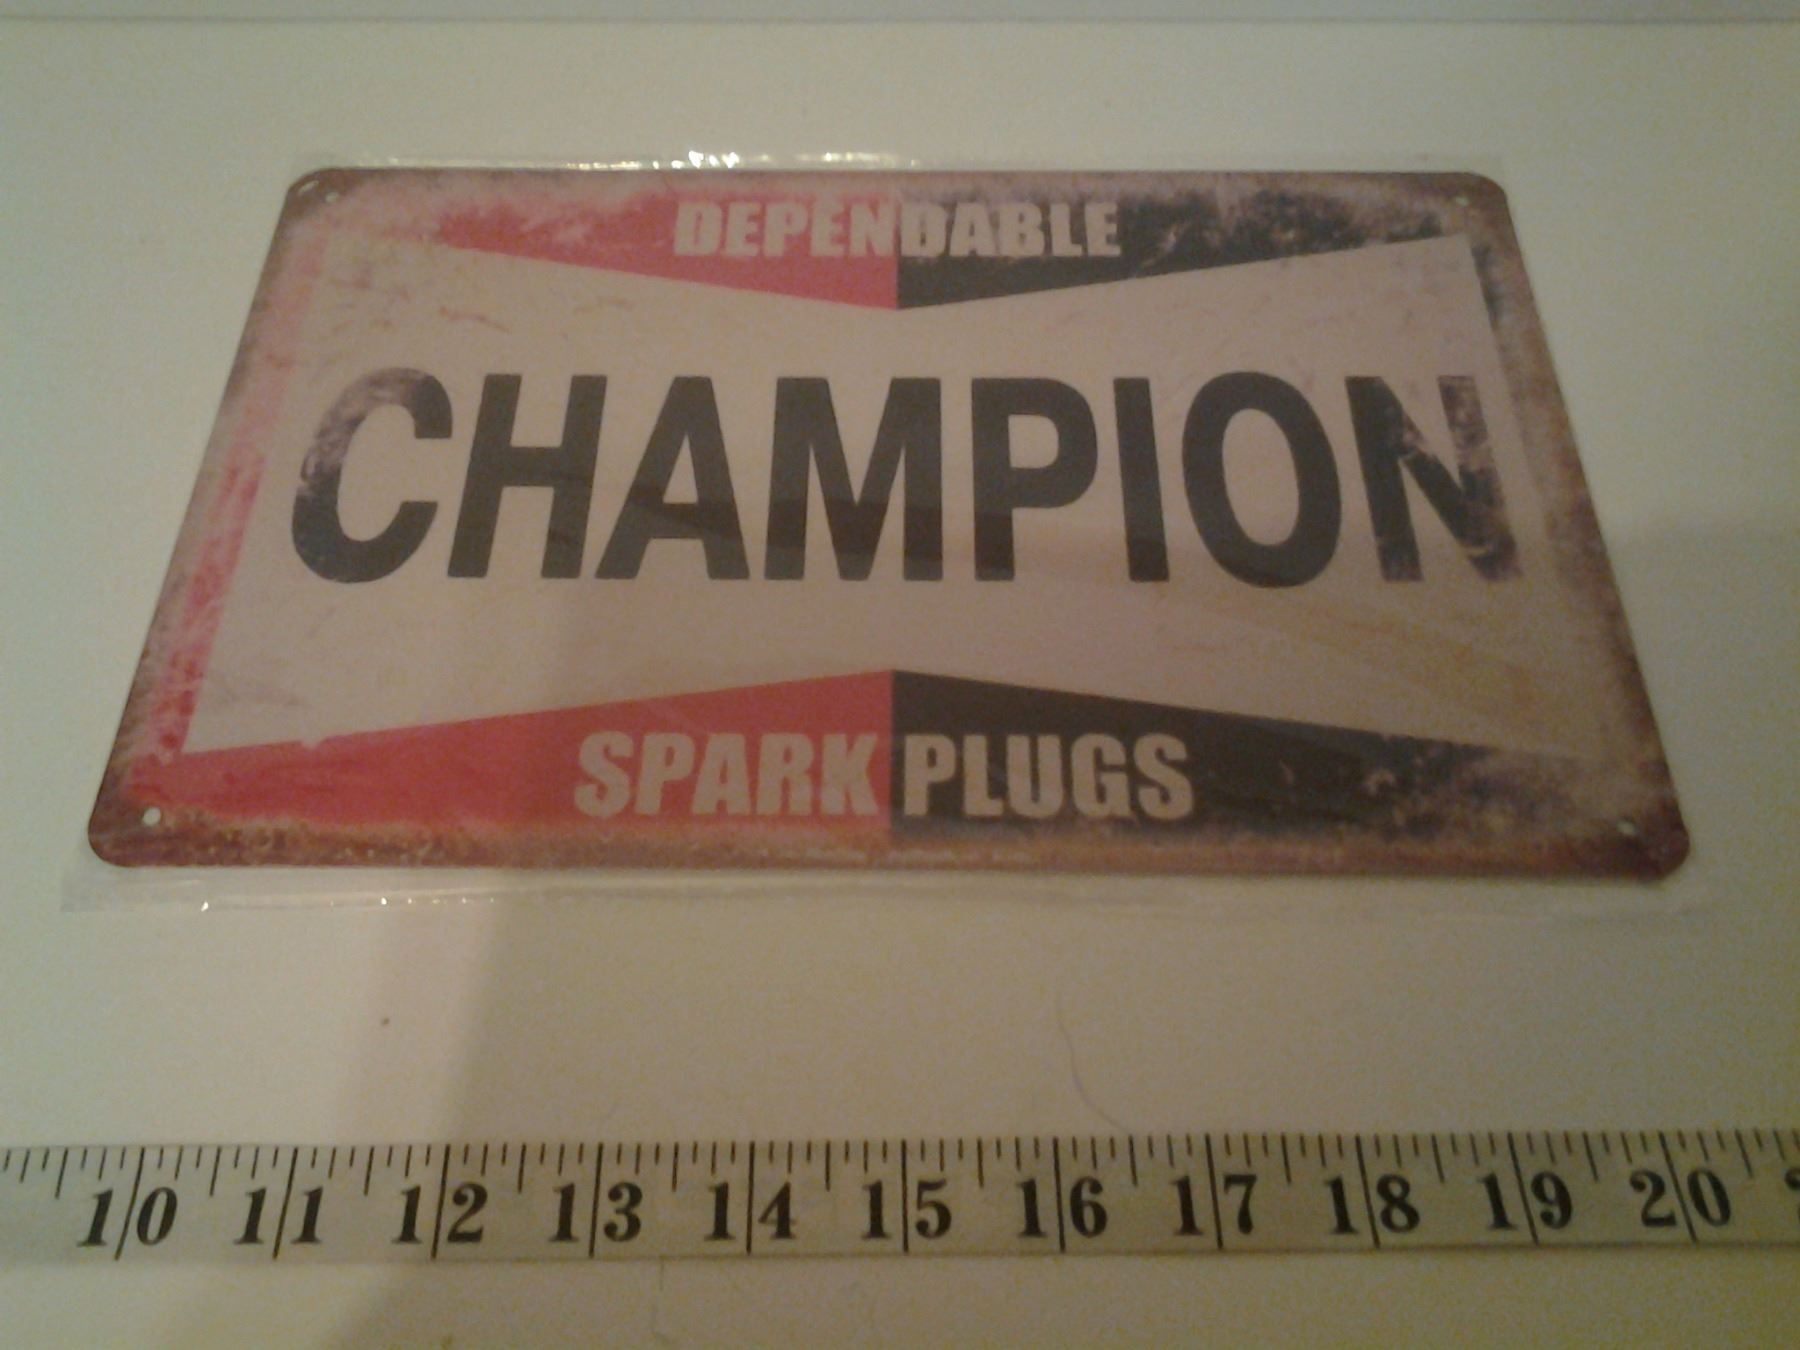 DEPENDABLE
CHAMPION
SPARK PLUGS
10 11 12 13 14 15 16 17 18 19 20